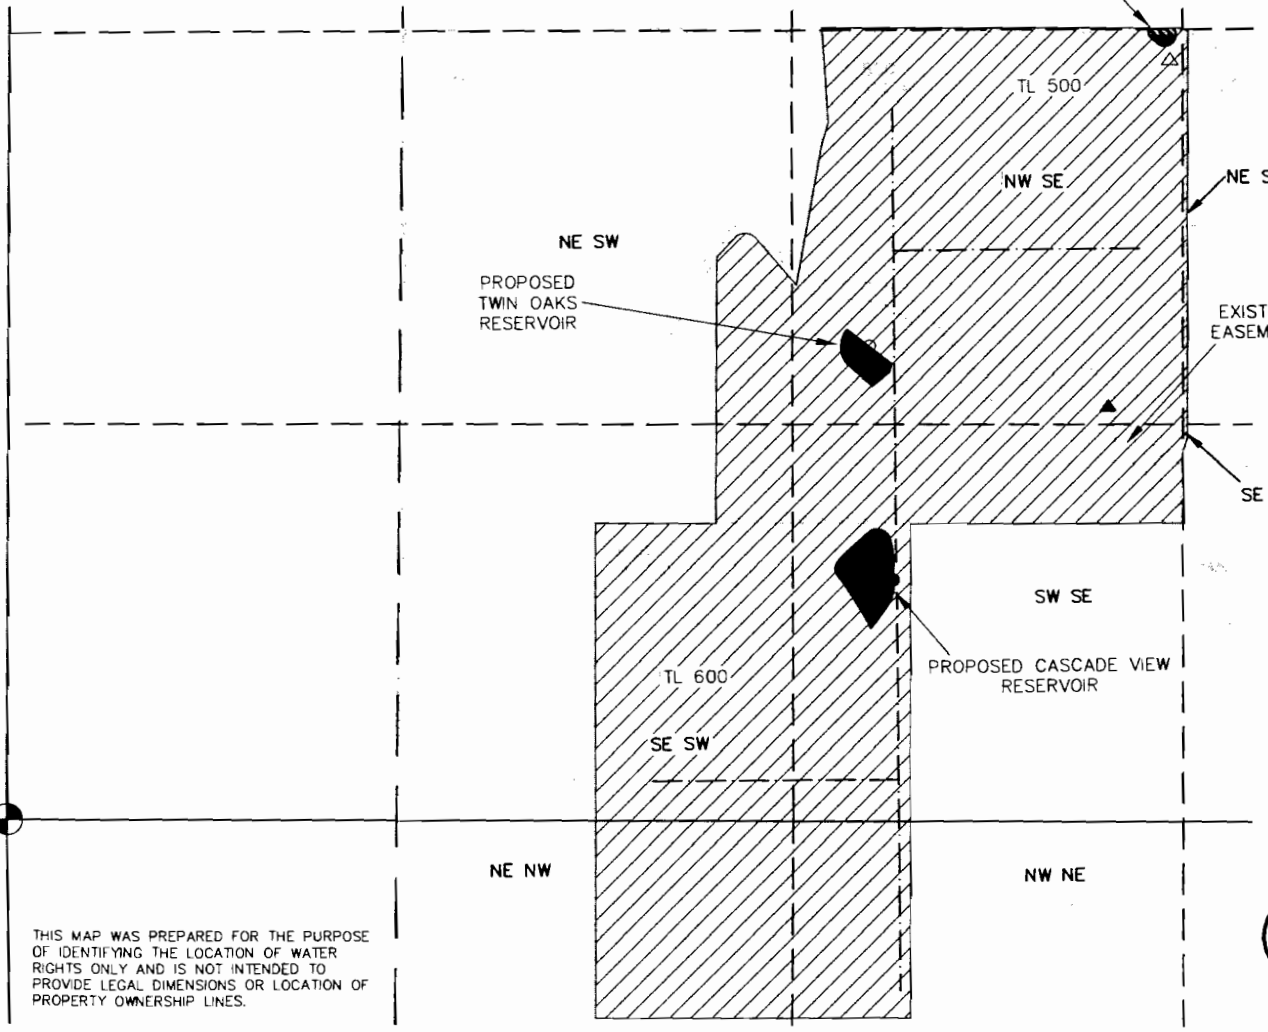 TL 500
NW SE
NE S
NE SW
PROPOSED
TWIN OAKS
RESERVOIR
EXIST
EASEM
SE
SW SE
PROPOSED CASCADE VIEW
RESERVOIR
TL 600
SE SW
NE NW
NW NE
THIS MAP WAS PREPARED FOR THE PURPOSE
OF IDENTIFYING THE LOCATION OF WATER
RIGHTS ONLY AND IS NOT INTENDED TO
PROVIDE LEGAL DIMENSIONS OR LOCATION OF
PROPERTY OWNERSHIP LINES.